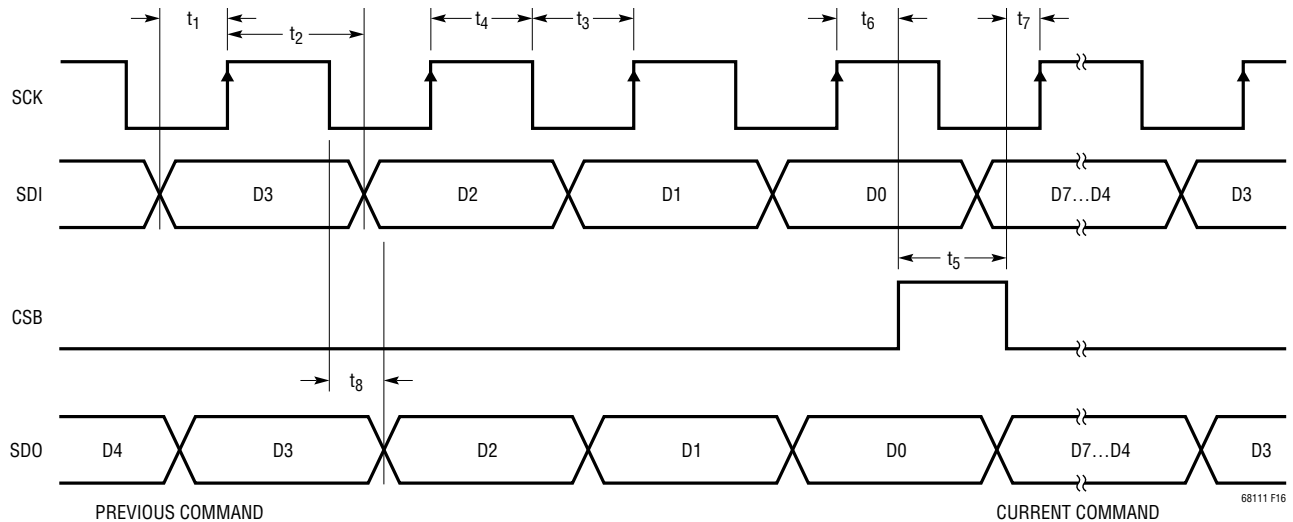 t1 t2 t4 t3 t6 t7
SCK
SDI D3 D2 D1 D0 D7...D4 D3
t5
CSB
t8
SDO D4 D3 D2 D1 D0 D7...D4 D3
68111 F16
PREVIOUS COMMAND CURRENT COMMAND